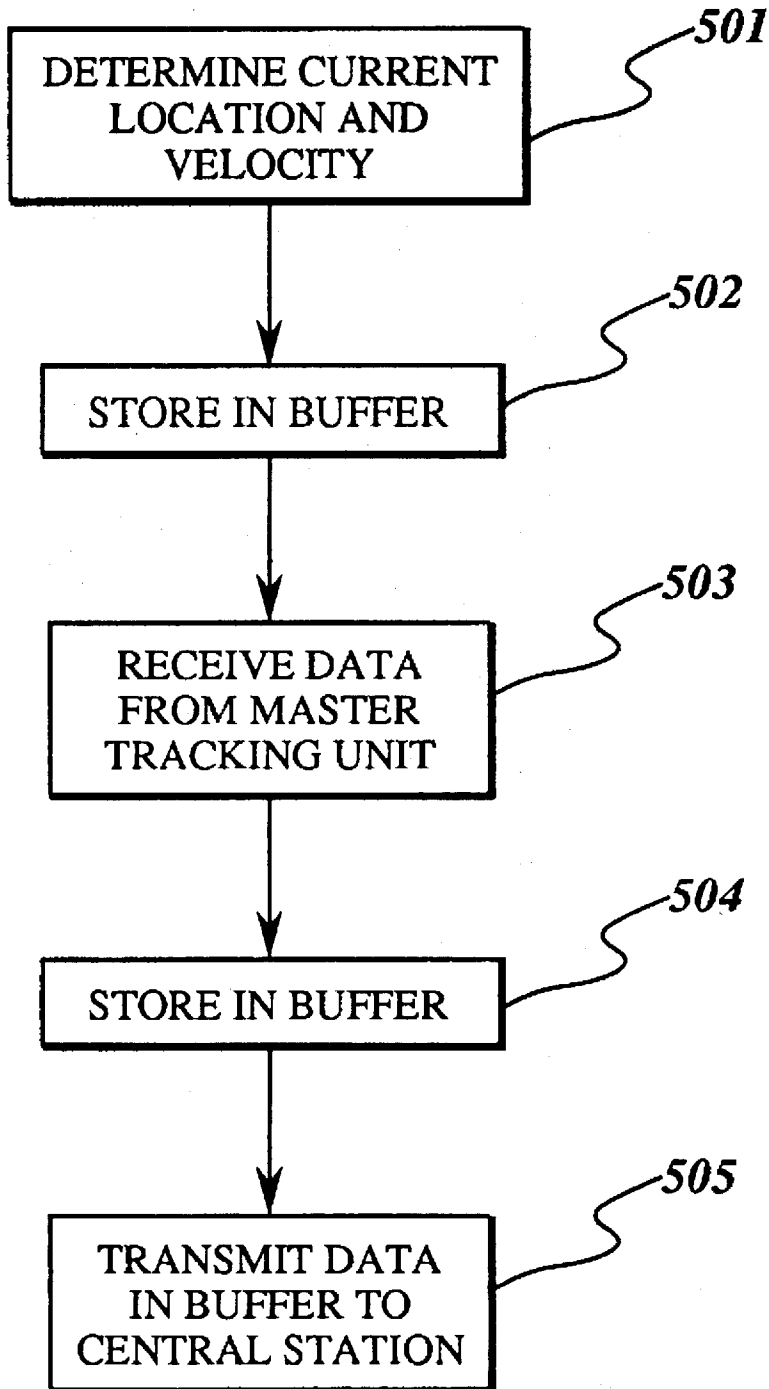 501
DETERMINE CURRENT
LOCATION AND
VELOCITY
502
STORE IN BUFFER
503
RECEIVE DATA
FROM MASTER
TRACKING UNIT
504
STORE IN BUFFER
505
TRANSMIT DATA
IN BUFFER TO
CENTRAL STATION